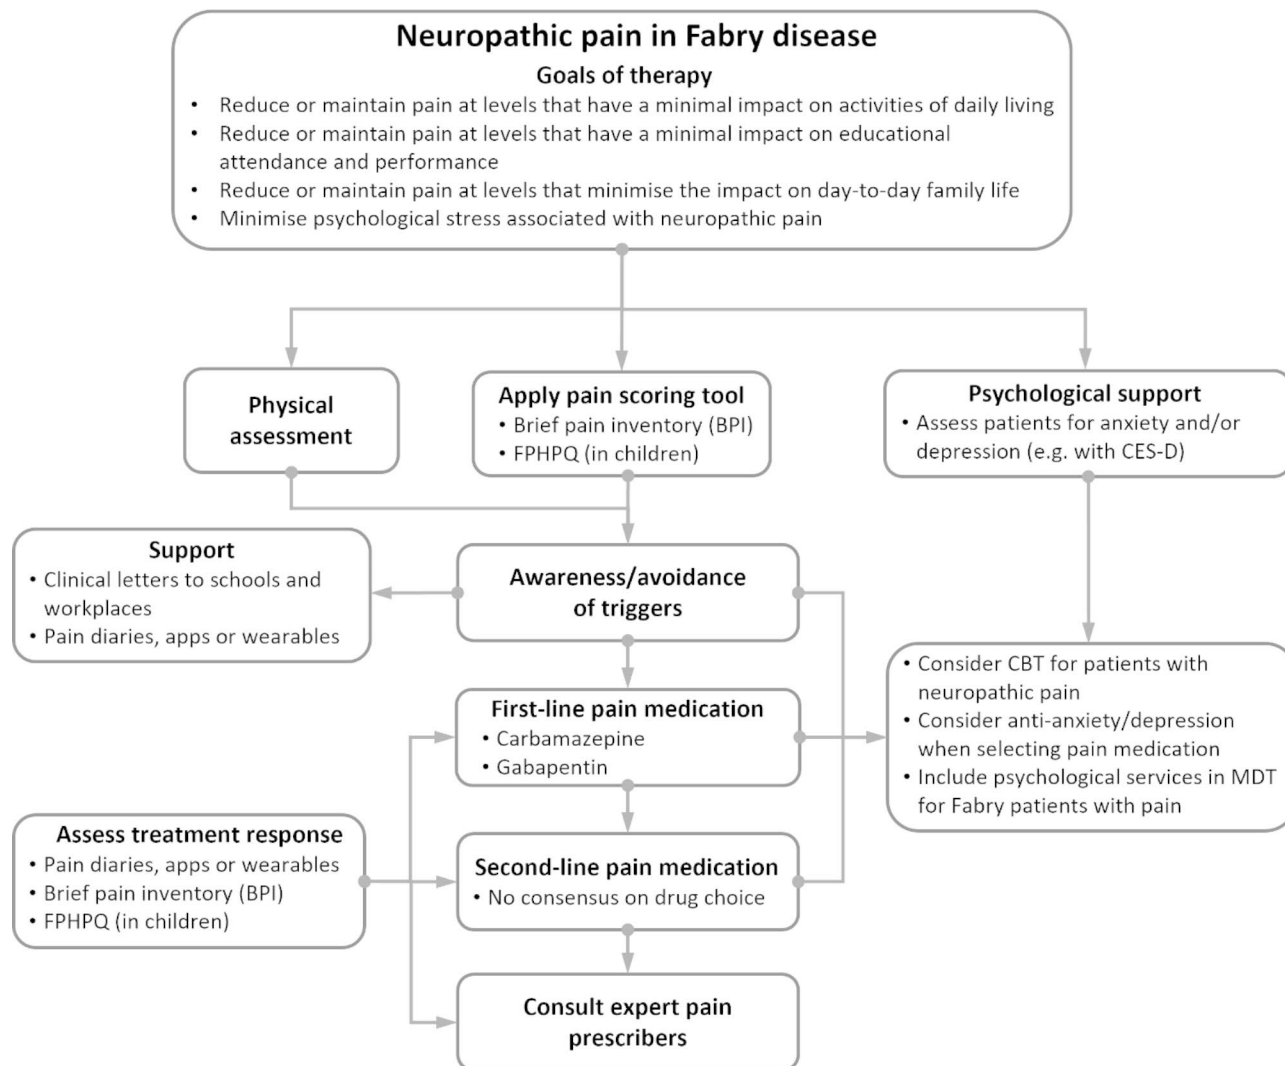 Neuropathic pain in Fabry disease
Goals of therapy
• Reduce or maintain pain at levels that have a minimal impact on activities of daily living
• Reduce or maintain pain at levels that have a minimal impact on educational
attendance and performance
• Reduce or maintain pain at levels that minimise the impact on day-to-day family life
• Minimise psychological stress associated with neuropathic pain
Physical
assessment
Apply pain scoring tool
• Brief pain inventory (BPI)
• FPHPQ (in children)
Psychological support
• Assess patients for anxiety and/or
depression (e.g. with CES-D)
Support
• Clinical letters to schools and
workplaces
• Pain diaries, apps or wearables
Awareness/avoidance
of triggers
• Consider CBT for patients with
neuropathic pain
• Consider anti-anxiety/depression
when selecting pain medication
• Include psychological services in MDT
for Fabry patients with pain
First-line pain medication
• Carbamazepine
• Gabapentin
Assess treatment response
• Pain diaries, apps or wearables
• Brief pain inventory (BPI)
• FPHPQ (in children)
Second-line pain medication
• No consensus on drug choice
Consult expert pain
prescribers